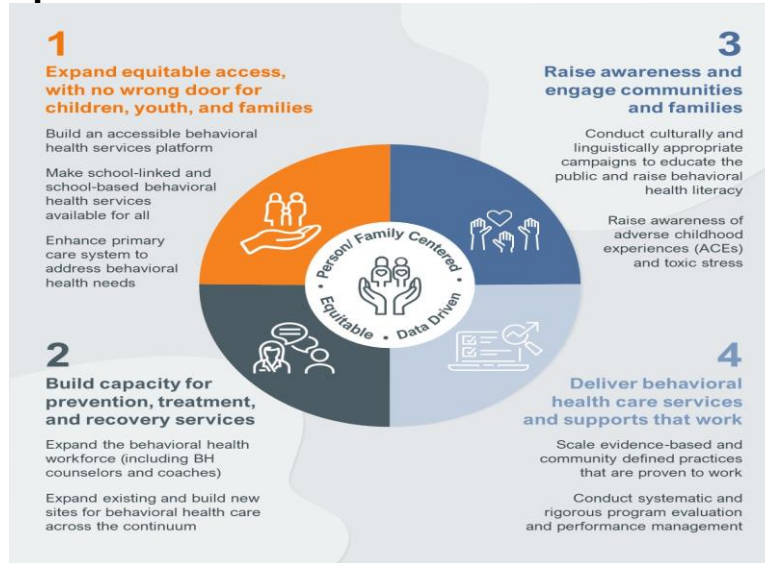 1
Expand equitable access,
with no wrong door for
children, youth, and families
Build an accessible behavioral
health services platform
Make school-linked and
school-based behavioral
health services
available for all
Enhance primary
care system to
address behavioral
health needs
2
Build capacity for
prevention, treatment,
and recovery services
Expand the behavioral health
workforce (including BH
counselors and coaches)
Expand existing and build new
sites for behavioral health care
across the continuum
• Person/ Family Centered
• Equitable • Data Driven
3
Raise awareness and
engage communities
and families
Conduct culturally and
linguistically appropriate
campaigns to educate the
public and raise behavioral
health literacy
Raise awareness of
adverse childhood
experiences (ACEs)
and toxic stress
4
Deliver behavioral
health care services
and supports that work
Scale evidence-based and
community defined practices
that are proven to work
Conduct systematic and
rigorous program evaluation
and performance management